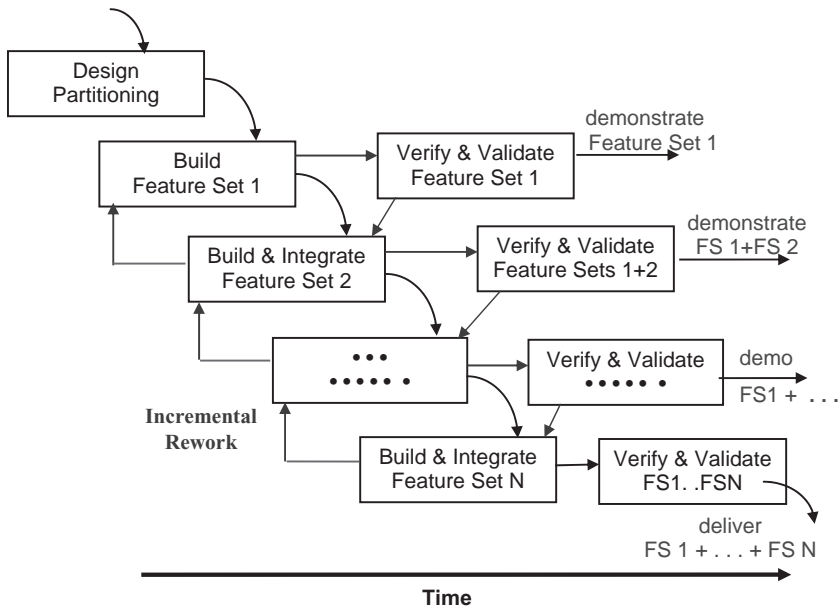 Design
Partitioning
demonstrate
Feature Set 1
Build
Feature Set 1
Verify & Validate
Feature Set 1
demonstrate
FS 1+FS 2
Build & Integrate
Feature Set 2
Verify & Validate
Feature Sets 1+2
• • •
• • • • • •
Verify & Validate
• • • • • •
demo
FS1 + . . .
Incremental
Rework
Build & Integrate
Feature Set N
Verify & Validate
FS1. .FSN
deliver
FS 1 + . . . + FS N
Time